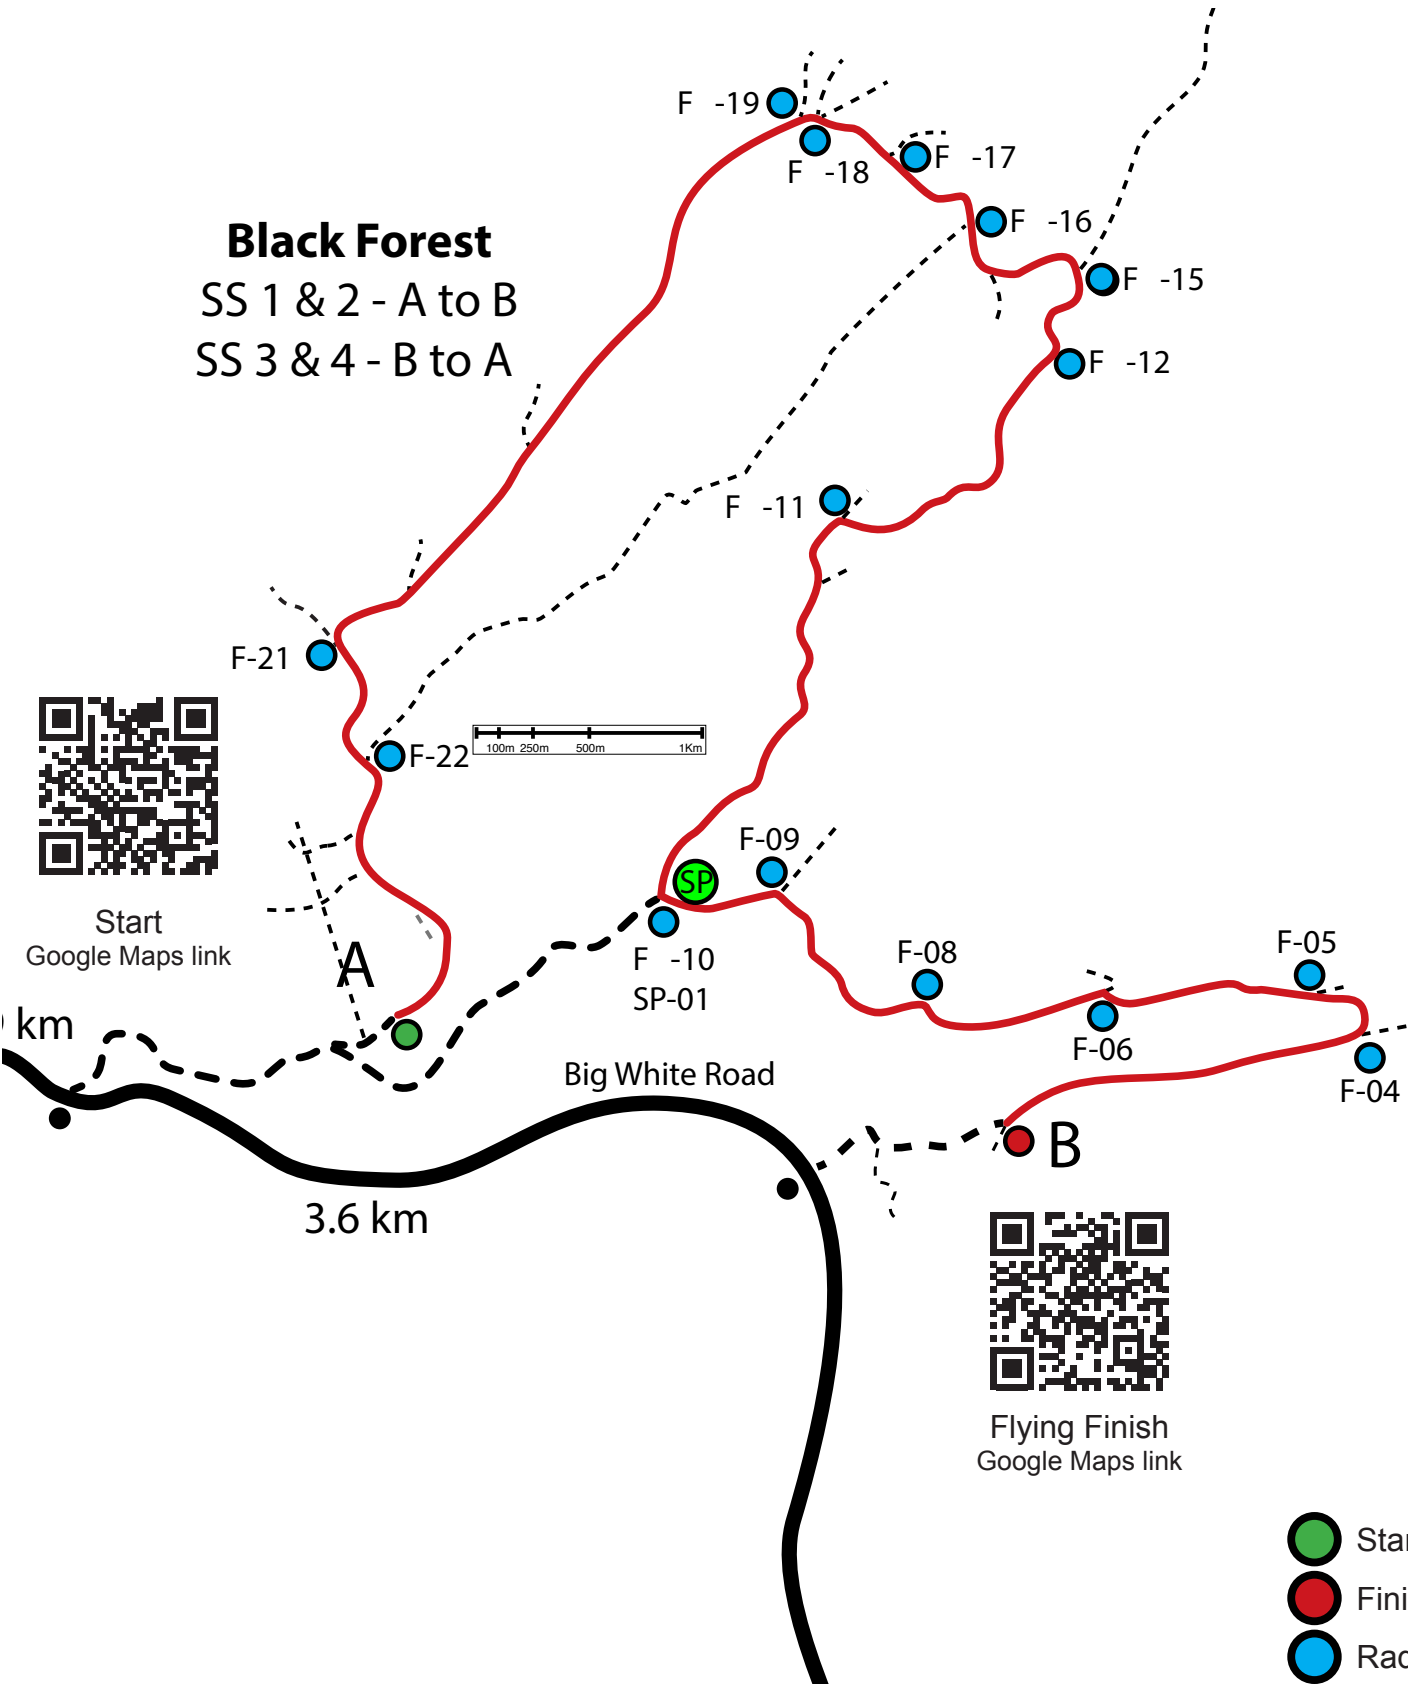 F -19
F -18
F -17
F -16
F -15
F -12
Black Forest
SS 1 & 2 - A to B
SS 3 & 4 - B to A
F -11
F-21
F-22
100m 250m 500m 1Km
F-09
SP
F -10
SP-01
Start
Google Maps link
A
km
F-08
F-05
F-06
F-04
Big White Road
B
3.6 km
Flying Finish
Google Maps link